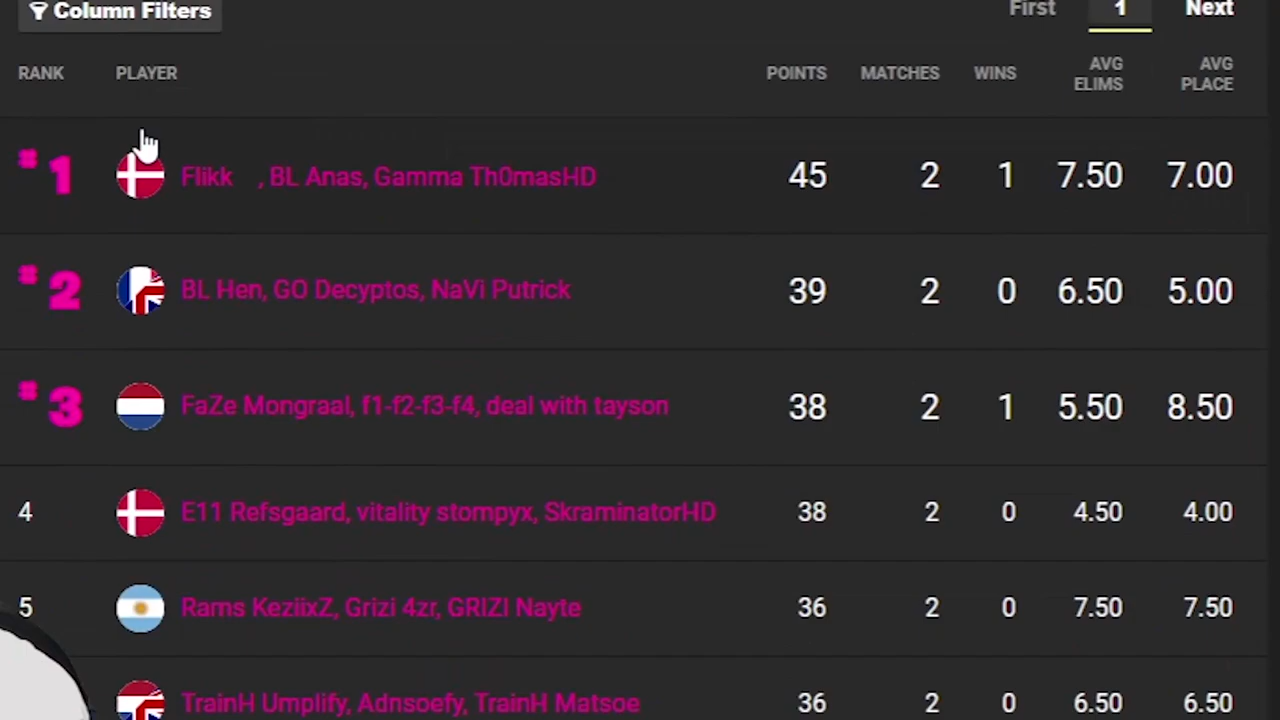 Column Filters First 1 Next
RANK PLAYER POINTS MATCHES WINS AVG ELIMS AVG PLACE
#1 Flikk , BL Anas, Gamma Th0masHD 45 2 1 7.50 7.00
#2 BL Hen, GO Decyptos, NaVi Putrick 39 2 0 6.50 5.00
#3 FaZe Mongraal, f1-f2-f3-f4, deal with tayson 38 2 1 5.50 8.50
4 E11 Refsgaard, vitality stompyx, SkraminatorHD 38 2 0 4.50 4.00
5 Rams KeziixZ, Grizi 4zr, GRIZI Nayte 36 2 0 7.50 7.50
TrainH Umplify, Adnsoefy, TrainH Matsoe 36 2 0 6.50 6.50